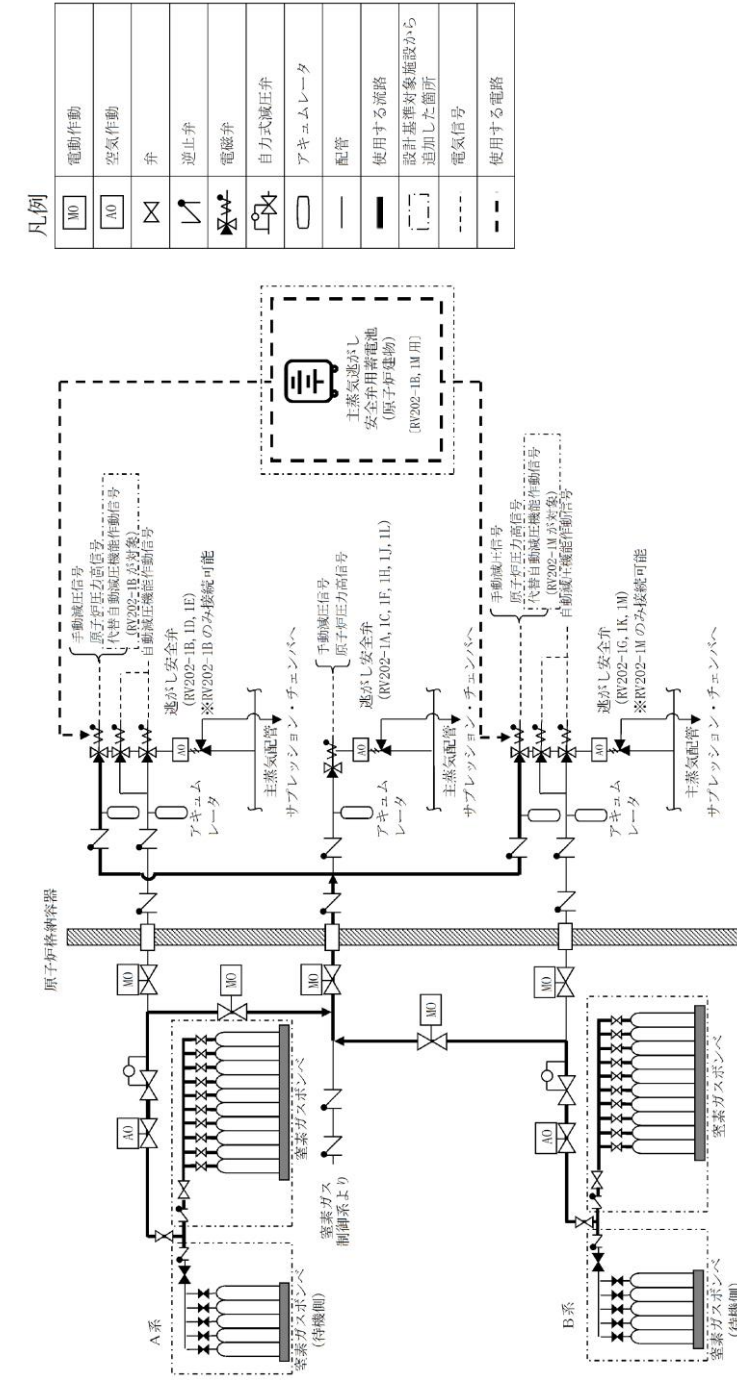 凡例
MO
電動作動
AO
空気作動
弁
逆止弁
電磁弁
自力式減圧弁
アキュムレータ
配管
使用する流路
設計基準対象施設から
追加した箇所
電気信号
使用する電路
原子炉格納容器
A系
窒素ガスボンベ
(待機側)
窒素ガスボンベ
AO
MO
MO
アキュム
レータ
AO
主蒸気配管
サプレッション・チェンバへ
手動減圧信号
原子炉圧力高信号
代替自動減圧機能作動信号
(RV202-1Bが対象)
自動減圧機能作動信号
逃がし安全弁
(RV202-1B, 1D, 1E)
※RV202-1Bのみ接続可能
窒素ガス
制御系より
MO
アキュム
レータ
AO
主蒸気配管
サプレッション・チェンバへ
手動減圧信号
原子炉圧力高信号
逃がし安全弁
(RV202-1A, 1C, 1F, 1H, 1J, 1L)
主蒸気逃がし
安全弁用蓄電池
(原子炉建物)
[RV202-1B, 1M用]
MO
B系
窒素ガスボンベ
(待機側)
窒素ガスボンベ
AO
MO
アキュム
レータ
AO
主蒸気配管
サプレッション・チェンバへ
手動減圧信号
原子炉圧力高信号
代替自動減圧機能作動信号
(RV202-1Mが対象)
自動減圧機能作動信号
逃がし安全弁
(RV202-1G, 1K, 1M)
※RV202-1Mのみ接続可能